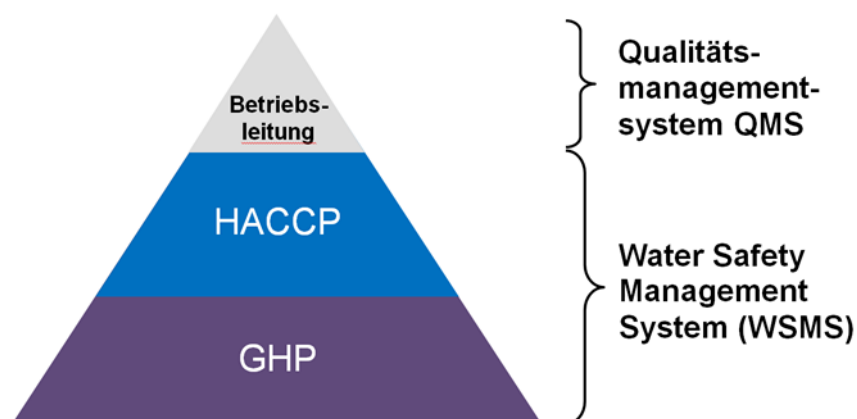 Betriebs-
leitung
HACCP
GHP
Qualitäts-
management-
system QMS
Water Safety
Management
System (WSMS)